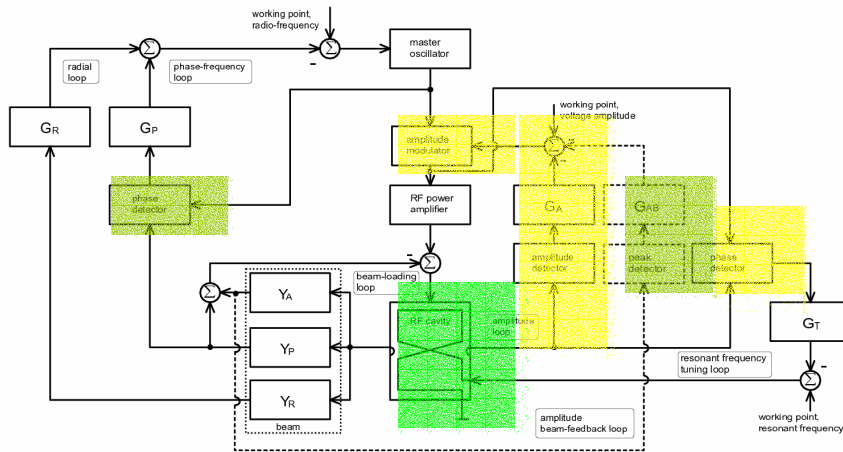 working point,
radio-frequency
Σ
Σ
-
master
oscillator
radial
loop
phase-frequency
loop
working point,
voltage amplitude
GR
GP
amplitude
modulator
Σ
-
-
phase
detector
RF power
amplifier
GA
GAB
-
Σ
amplitude
detector
peak
detector
phase
detector
beam-loading
loop
Σ
YA
RF cavity
amplitude
loop
GT
YP
resonant frequency
tuning loop
-
Σ
YR
beam
amplitude
beam-feedback loop
working point,
resonant frequency